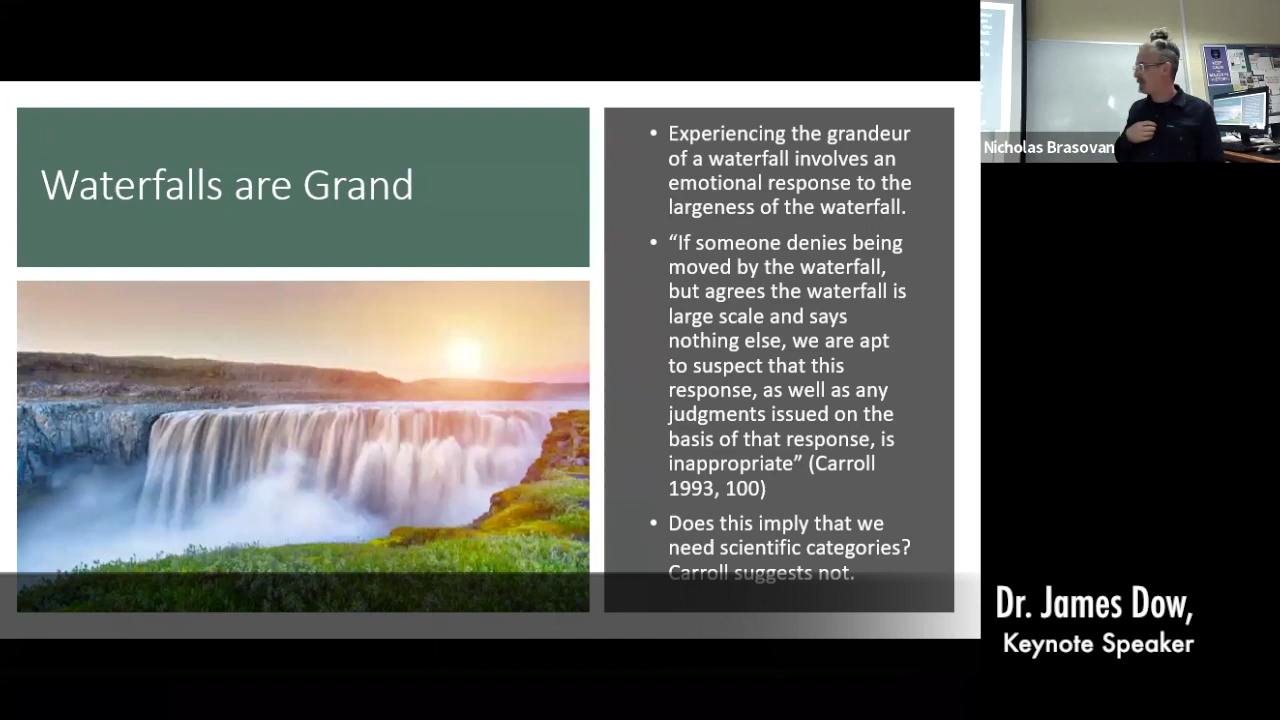 Waterfalls are Grand
• Experiencing the grandeur
of a waterfall involves an
emotional response to the
largeness of the waterfall.
• “If someone denies being
moved by the waterfall,
but agrees the waterfall is
large scale and says
nothing else, we are apt
to suspect that this
response, as well as any
judgments issued on the
basis of that response, is
inappropriate” (Carroll
1993, 100)
• Does this imply that we
need scientific categories?
Carroll suggests not.
Nicholas Brasovan
Dr. James Dow,
Keynote Speaker